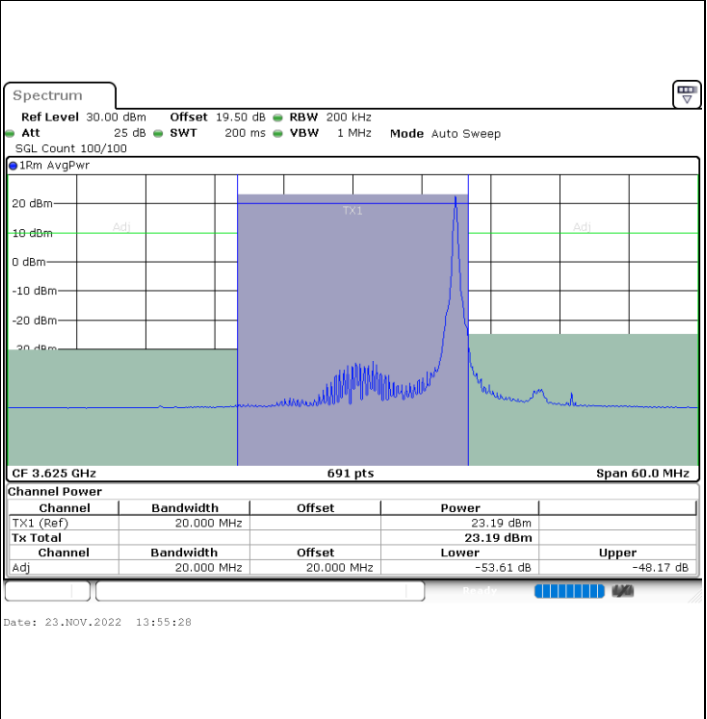 Spectrum
Ref Level 30.00 dBm Offset 19.50 dB RBW 200 kHz
Att 25 dB SWT 200 ms VBW 1 MHz Mode Auto Sweep
SGL Count 100/100
1Rm AvgPwr
20 dBm
TX1
Adj
Adj
10 dBm
0 dBm
-10 dBm
-20 dBm
CF 3.625 GHz 691 pts Span 60.0 MHz
Channel Power
Channel Bandwidth Offset Power
TX1 (Ref) 20.000 MHz 23.19 dBm
Tx Total 23.19 dBm
Channel Bandwidth Offset Lower Upper
Adj 20.000 MHz 20.000 MHz -53.61 dB -48.17 dB
Ready
Date: 23.NOV.2022 13:55:28